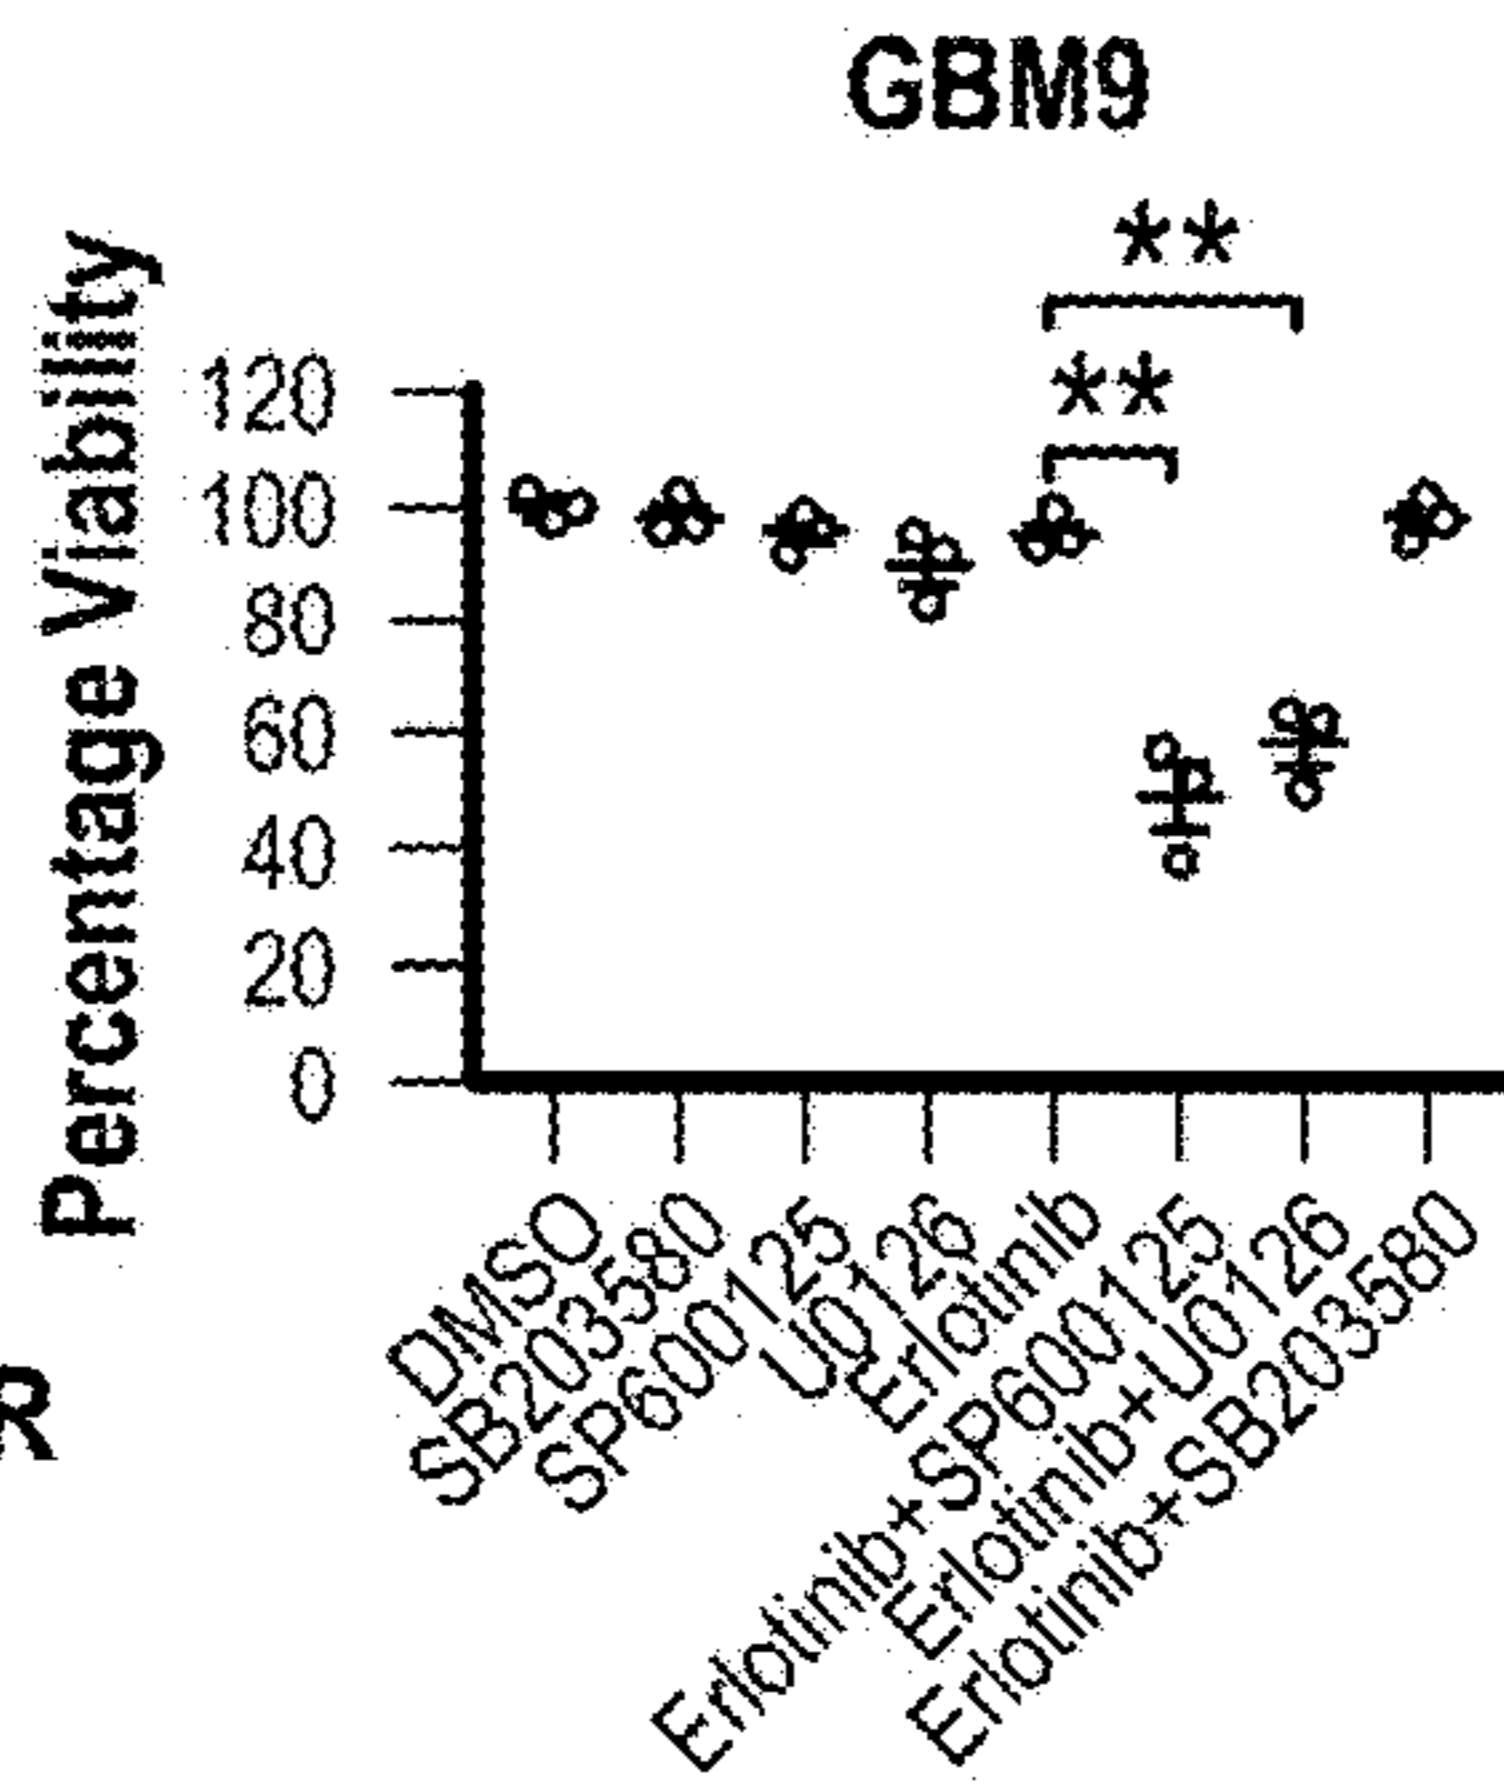 GBM9
**
**
Percentage Viability
120
100
80
60
40
20
0
DMSO
SB203580
SP600125
U0126
Erlotinib
Erlotinib+SP600125
Erlotinib+U0126
Erlotinib+SB203580
R